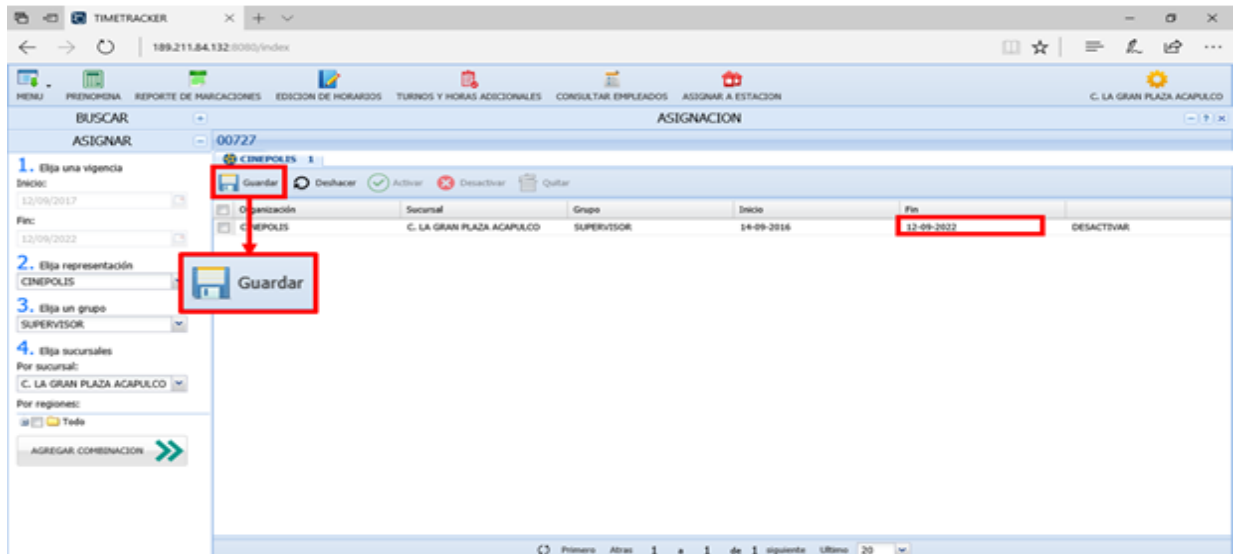 TIMETRACKER
189.211.84.132:8080/index
MENU PRENOMINA REPORTE DE MARCACIONES EDICION DE HORARIOS TURNOS Y HORAS ADICIONALES CONSULTAR EMPLEADOS ASIGNAR A ESTACION C. LA GRAN PLAZA ACAPULCO
BUSCAR ASIGNACION
ASIGNAR 00727
CINEPOLIS 1
Guardar Deshacer Activar Desactivar Quitar
Organización Sucursal Grupo Inicio Fin
CINEPOLIS C. LA GRAN PLAZA ACAPULCO SUPERVISOR 14-09-2016 12-09-2022 DESACTIVAR
Guardar
1. Elija una vigencia
Inicio:
12/09/2017
Fin:
12/09/2022
2. Elija representación
CINEPOLIS
3. Elija un grupo
SUPERVISOR
4. Elija sucursales
Por sucursal:
C. LA GRAN PLAZA ACAPULCO
Por regiones:
Todo
AGREGAR COMBINACION
Primero Atras 1 a 1 de 1 siguiente Ultimo 20